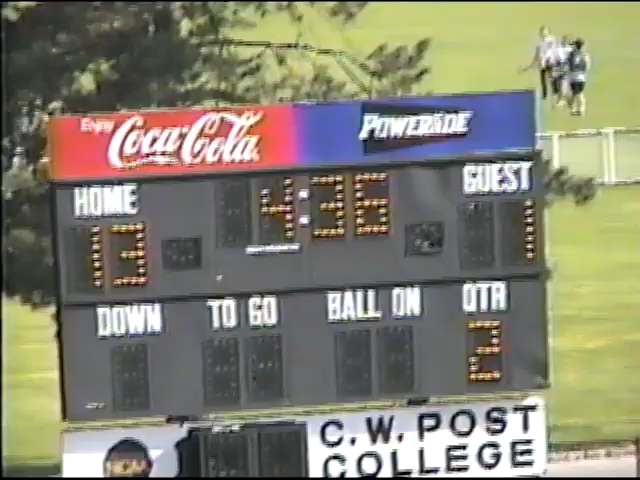 Enjoy Coca-Cola POWERADE
HOME 4:36 GUEST
13 1
DOWN TO GO BALL ON QTR
2
NCAA C.W. POST
COLLEGE